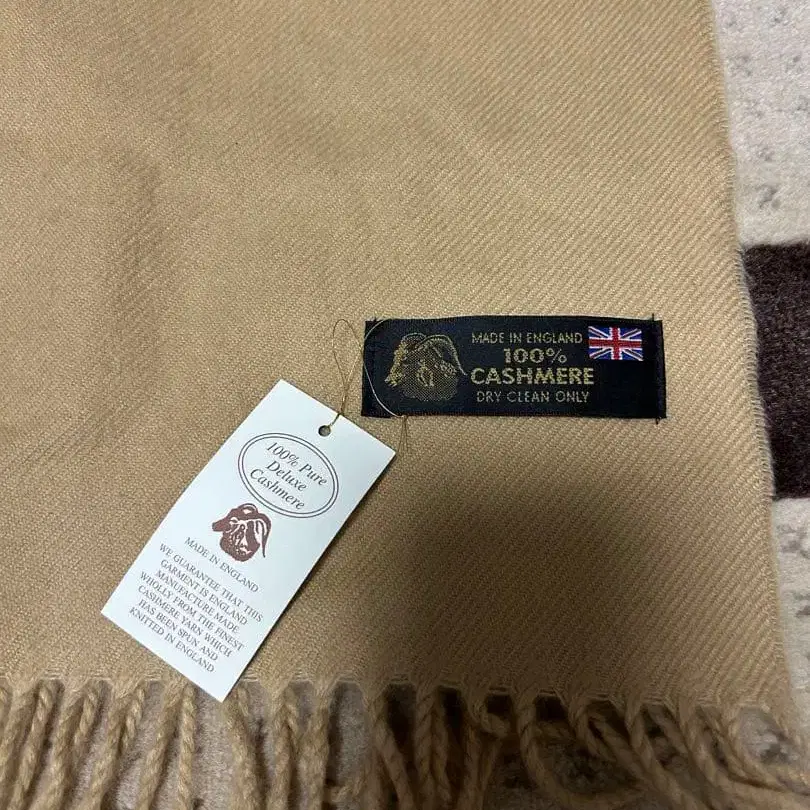 MADE IN ENGLAND
100%
CASHMERE
DRY CLEAN ONLY
100% Pure
Deluxe
Cashmere
MADE IN ENGLAND
WE GUARANTEE THAT THIS
GARMENT IS ENGLAND
MANUFACTURE MADE
WHOLLY FROM THE FINEST
CASHMERE YARN WHICH
HAS BEEN SPUN AND
KNITTED IN ENGLAND